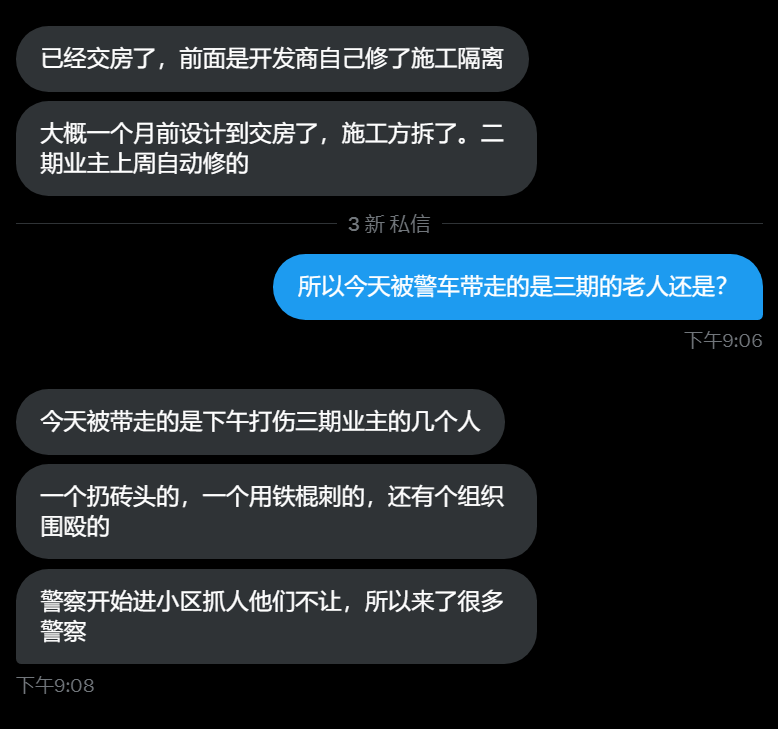 已经交房了，前面是开发商自己修了施工隔离
大概一个月前设计到交房了，施工方拆了。二
期业主上周自动修的
3 新 私信
所以今天被警车带走的是三期的老人还是？
下午9:06
今天被带走的是下午打伤三期业主的几个人
一个扔砖头的，一个用铁棍刺的，还有个组织
围殴的
警察开始进小区抓人他们不让，所以来了很多
警察
下午9:08